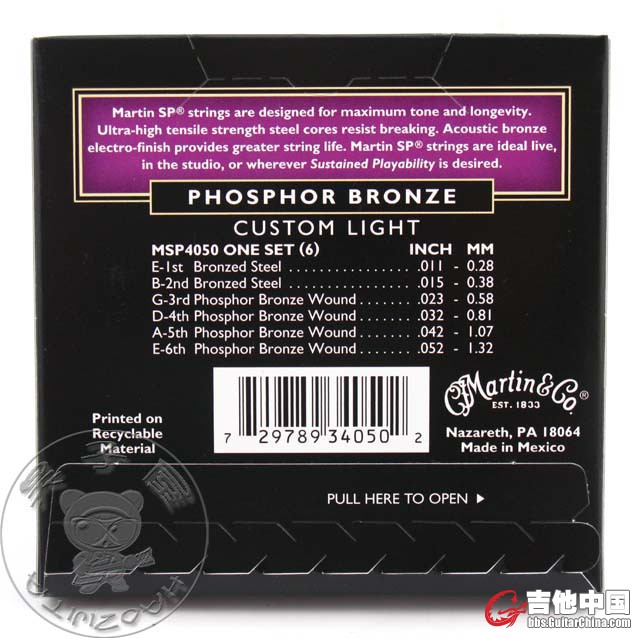 Martin SP® strings are designed for maximum tone and longevity.
Ultra-high tensile strength steel cores resist breaking. Acoustic bronze
electro-finish provides greater string life. Martin SP® strings are ideal live,
in the studio, or wherever Sustained Playability is desired.
PHOSPHOR BRONZE
CUSTOM LIGHT
MSP4050 ONE SET (6) INCH - MM
E-1st Bronzed Steel .................... .011 - 0.28
B-2nd Bronzed Steel .................... .015 - 0.38
G-3rd Phosphor Bronze Wound ....... .023 - 0.58
D-4th Phosphor Bronze Wound ....... .032 - 0.81
A-5th Phosphor Bronze Wound ....... .042 - 1.07
E-6th Phosphor Bronze Wound ....... .052 - 1.32
7 29789 34050 2
CF Martin & Co.®
EST. 1833
Nazareth, PA 18064
Made in Mexico
Printed on
Recyclable
Material
PULL HERE TO OPEN ▶
吉他中国
bbs.GuitarChina.com